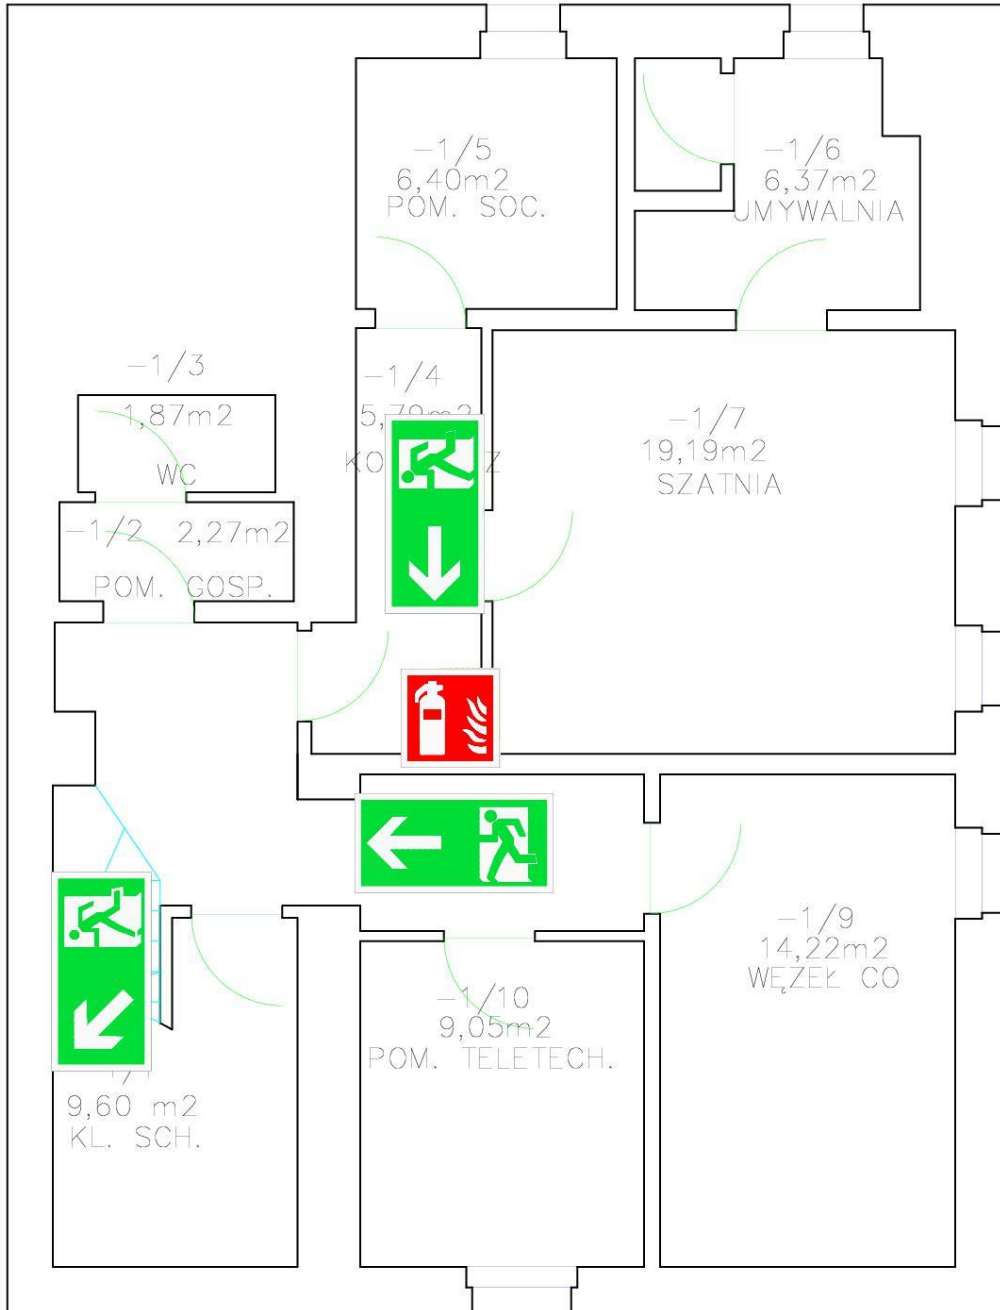 -1/5
6,40m2
POM. SOC.
-1/6
6,37m2
UMYWALNIA
-1/3
1,87m2
WC
-1/2 2,27m2
POM. GOSP.
-1/4
-1/7
19,19m2
SZATNIA
-1/9
14,22m2
WĘZEŁ CO
-1/10
9,05m2
POM. TELETECH.
9,60 m2
KL. SCH.